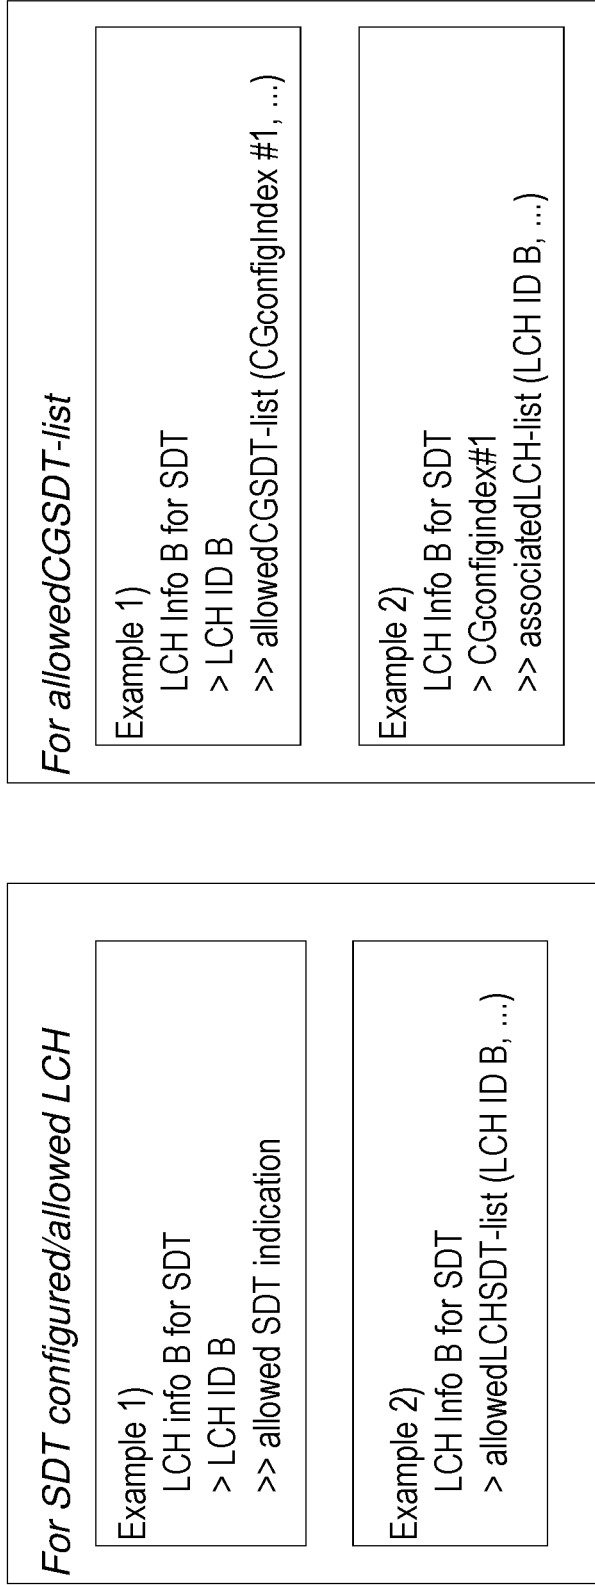 For SDT configured/allowed LCH
Example 1)
LCH info B for SDT
> LCH ID B
>> allowed SDT indication
Example 2)
LCH Info B for SDT
> allowedLCHSDT-list (LCH ID B, ...)
For allowedCGSDT-list
Example 1)
LCH Info B for SDT
> LCH ID B
>> allowedCGSDT-list (CGconfigIndex #1, ...)
Example 2)
LCH Info B for SDT
> CGconfigindex#1
>> associatedLCH-list (LCH ID B, ...)